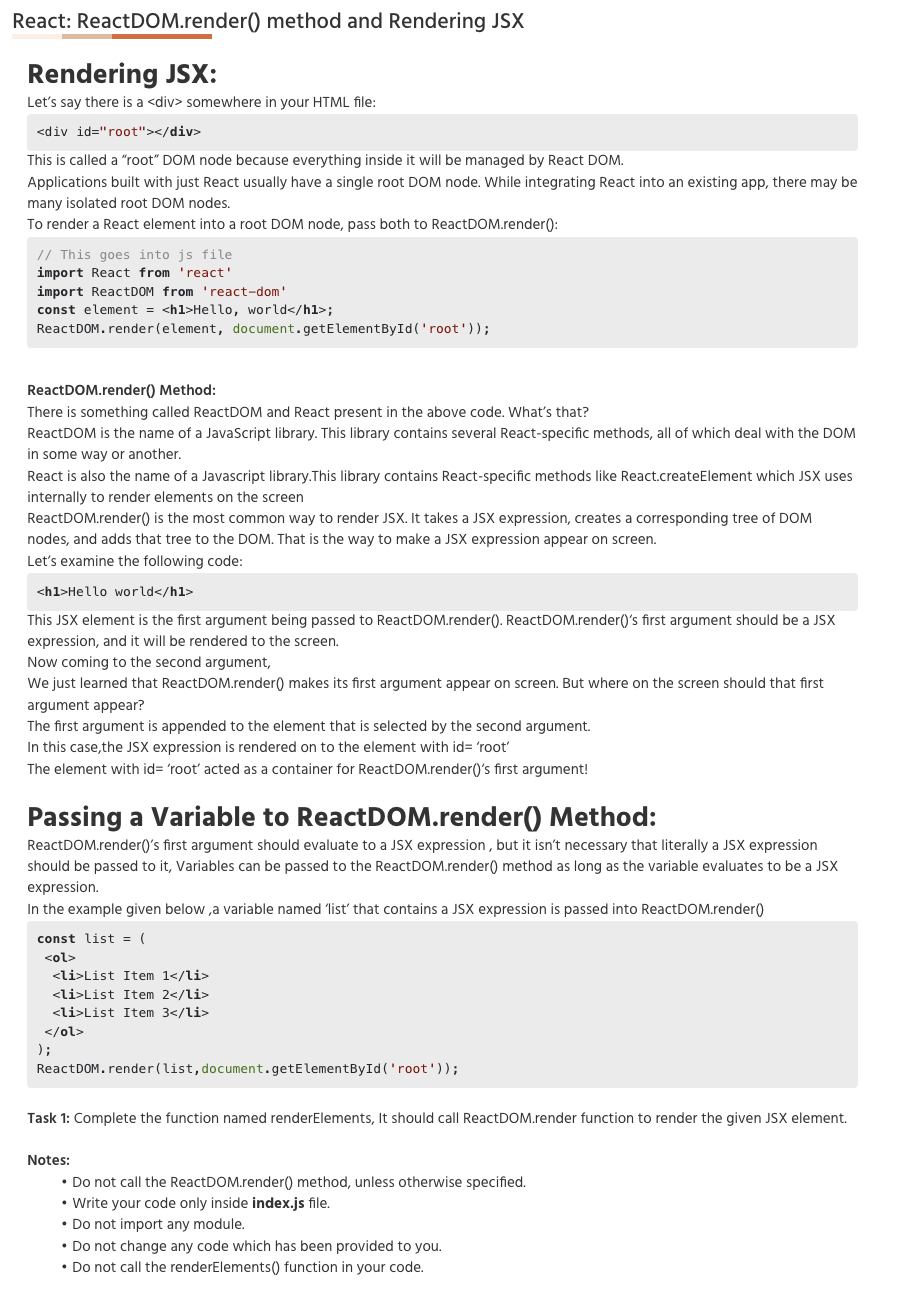 React: ReactDOM.render() method and Rendering JSX
Rendering JSX:
Let’s say there is a <div> somewhere in your HTML file:
<div id="root"></div>
This is called a “root” DOM node because everything inside it will be managed by React DOM.
Applications built with just React usually have a single root DOM node. While integrating React into an existing app, there may be
many isolated root DOM nodes.
To render a React element into a root DOM node, pass both to ReactDOM.render():
// This goes into js file
import React from 'react'
import ReactDOM from 'react-dom'
const element = <h1>Hello, world</h1>;
ReactDOM.render(element, document.getElementById('root'));
ReactDOM.render() Method:
There is something called ReactDOM and React present in the above code. What’s that?
ReactDOM is the name of a JavaScript library. This library contains several React-specific methods, all of which deal with the DOM
in some way or another.
React is also the name of a Javascript library.This library contains React-specific methods like React.createElement which JSX uses
internally to render elements on the screen
ReactDOM.render() is the most common way to render JSX. It takes a JSX expression, creates a corresponding tree of DOM
nodes, and adds that tree to the DOM. That is the way to make a JSX expression appear on screen.
Let’s examine the following code:
<h1>Hello world</h1>
This JSX element is the first argument being passed to ReactDOM.render(). ReactDOM.render()‘s first argument should be a JSX
expression, and it will be rendered to the screen.
Now coming to the second argument,
We just learned that ReactDOM.render() makes its first argument appear on screen. But where on the screen should that first
argument appear?
The first argument is appended to the element that is selected by the second argument.
In this case,the JSX expression is rendered on to the element with id= ‘root’
The element with id= ‘root’ acted as a container for ReactDOM.render()‘s first argument!
Passing a Variable to ReactDOM.render() Method:
ReactDOM.render()’s first argument should evaluate to a JSX expression , but it isn’t necessary that literally a JSX expression
should be passed to it, Variables can be passed to the ReactDOM.render() method as long as the variable evaluates to be a JSX
expression.
In the example given below ,a variable named ‘list’ that contains a JSX expression is passed into ReactDOM.render()
const list = (
<ol>
<li>List Item 1</li>
<li>List Item 2</li>
<li>List Item 3</li>
</ol>
);
ReactDOM.render(list,document.getElementById('root'));
Task 1: Complete the function named renderElements, It should call ReactDOM.render function to render the given JSX element.
Notes:
• Do not call the ReactDOM.render() method, unless otherwise specified.
• Write your code only inside index.js file.
• Do not import any module.
• Do not change any code which has been provided to you.
• Do not call the renderElements() function in your code.